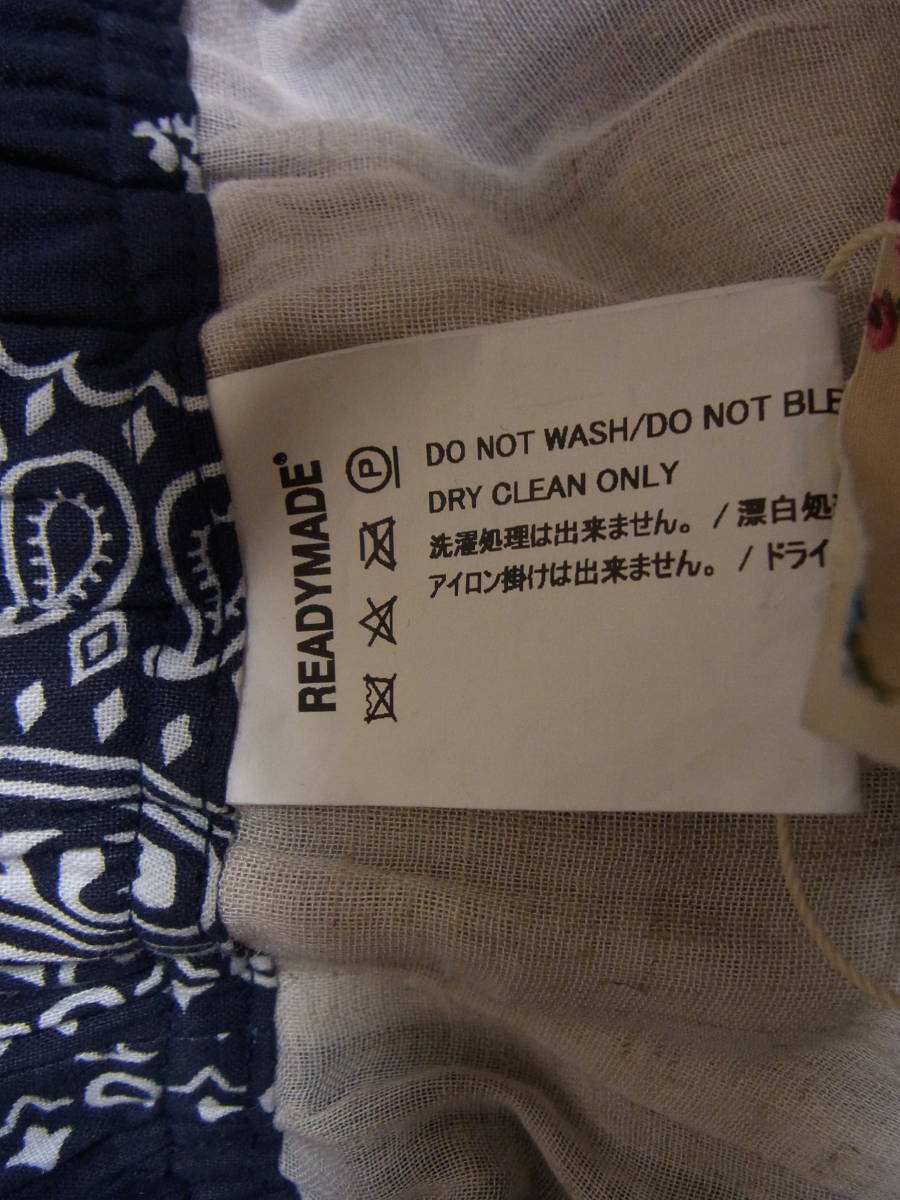 READYMADE®
P
DO NOT WASH/DO NOT
DRY CLEAN ONLY
洗濯処理は出来ません。 / 漂白処
アイロン掛けは出来ません。 / ドライ